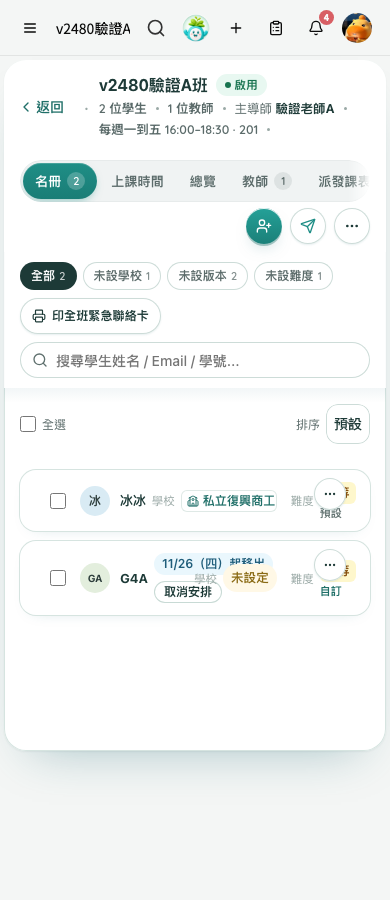 v2480驗證A
4
v2480驗證A班 啟用
返回
2 位學生 • 1 位教師 • 主導師 驗證老師A •
每週一到五 16:00–18:30 · 201 •
名冊 2 上課時間 總覽 教師 1 派發課表
全部 2 未設學校 1 未設版本 2 未設難度 1
印全班緊急聯絡卡
搜尋學生姓名 / Email / 學號...
全選 排序 預設
冰 冰冰 學校 私立復興商工 難度
預設
GA G4A 11/26（四）起移出 學校 未設定 難度
取消安排 自訂